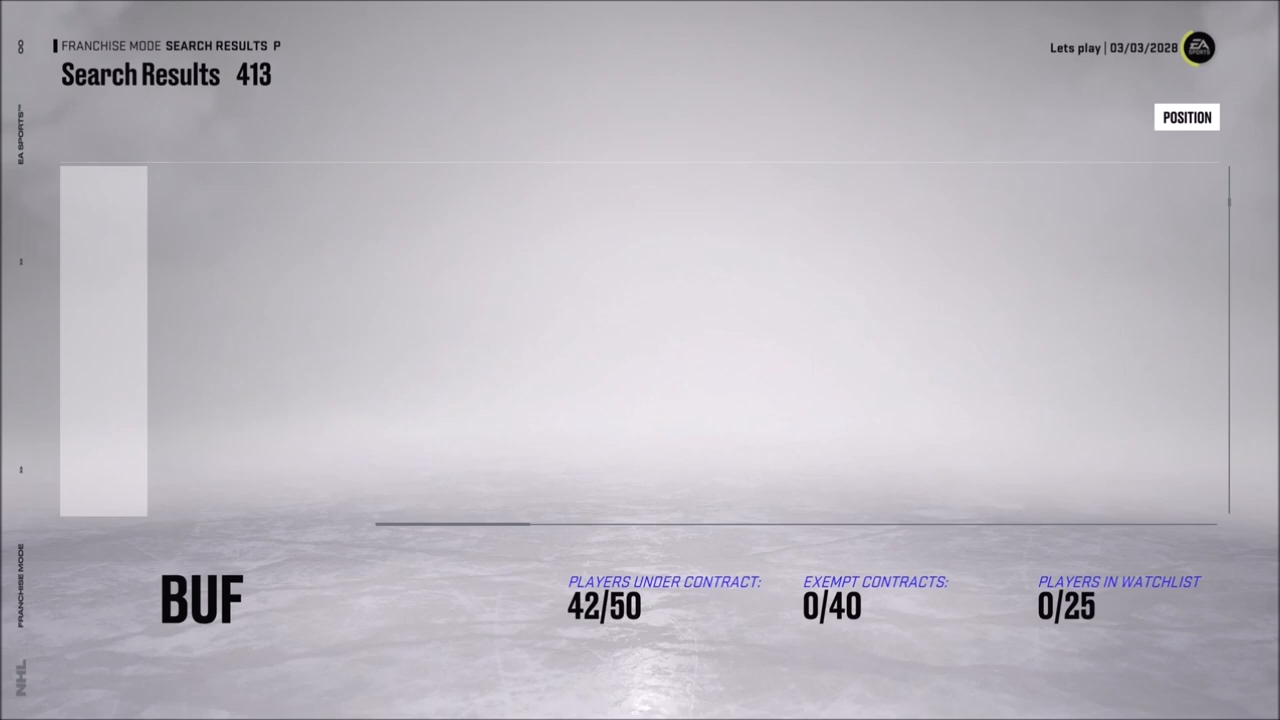 FRANCHISE MODE SEARCH RESULTS P
Search Results 413
Lets play | 03/03/2028
EA SPORTS
POSITION
EA SPORTS™
FRANCHISE MODE
NHL
BUF
PLAYERS UNDER CONTRACT:
42/50
EXEMPT CONTRACTS:
0/40
PLAYERS IN WATCHLIST
0/25